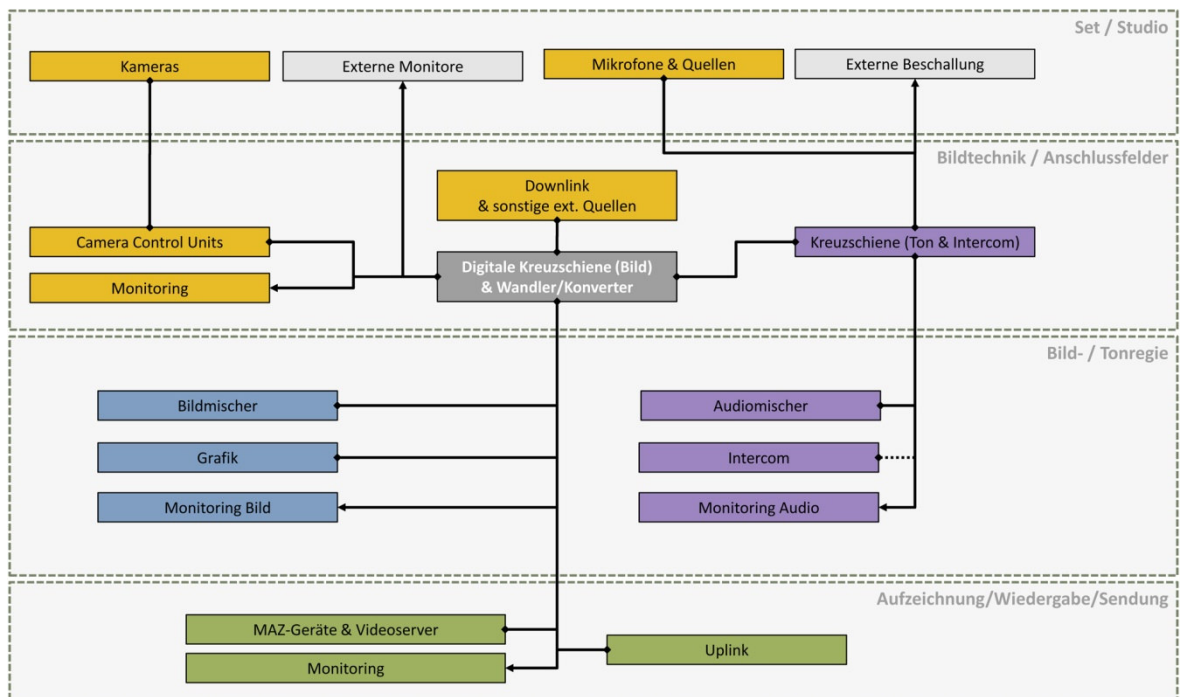 Set / Studio
Kameras
Externe Monitore
Mikrofone & Quellen
Externe Beschallung
Bildtechnik / Anschlussfelder
Downlink
& sonstige ext. Quellen
Camera Control Units
Kreuzschiene (Ton & Intercom)
Digitale Kreuzschiene (Bild)
& Wandler/Konverter
Monitoring
Bild- / Tonregie
Bildmischer
Audiomischer
Grafik
Intercom
Monitoring Bild
Monitoring Audio
Aufzeichnung/Wiedergabe/Sendung
MAZ-Geräte & Videoserver
Uplink
Monitoring